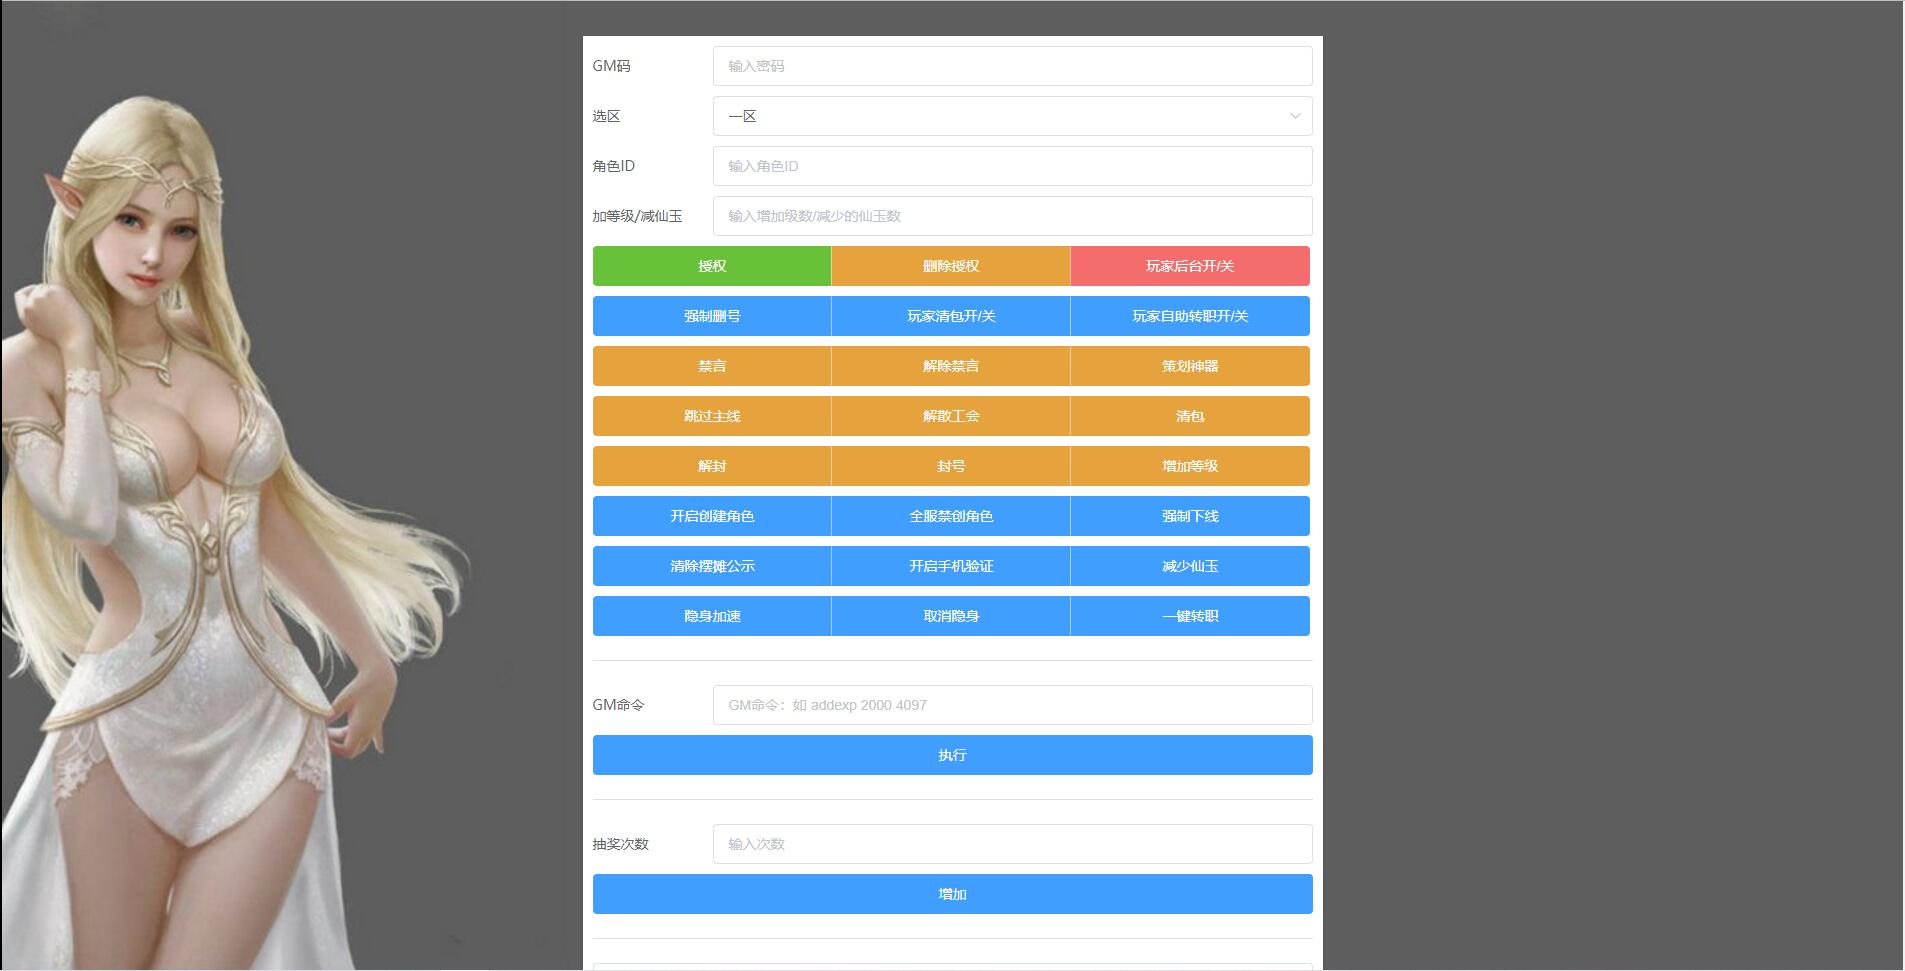 GM码 输入密码
选区 一区
角色ID 输入角色ID
加等级/减仙玉 输入增加级数/减少的仙玉数
授权 删除授权 玩家后台开/关
强制删号 玩家清包开/关 玩家自助转职开/关
禁言 解除禁言 策划神器
跳过主线 解散工会 清包
解封 封号 增加等级
开启创建角色 全服禁创角色 强制下线
清除摆摊公示 开启手机验证 减少仙玉
隐身加速 取消隐身 一键转职
GM命令 GM命令：如 addexp 2000 4097
执行
抽奖次数 输入次数
增加